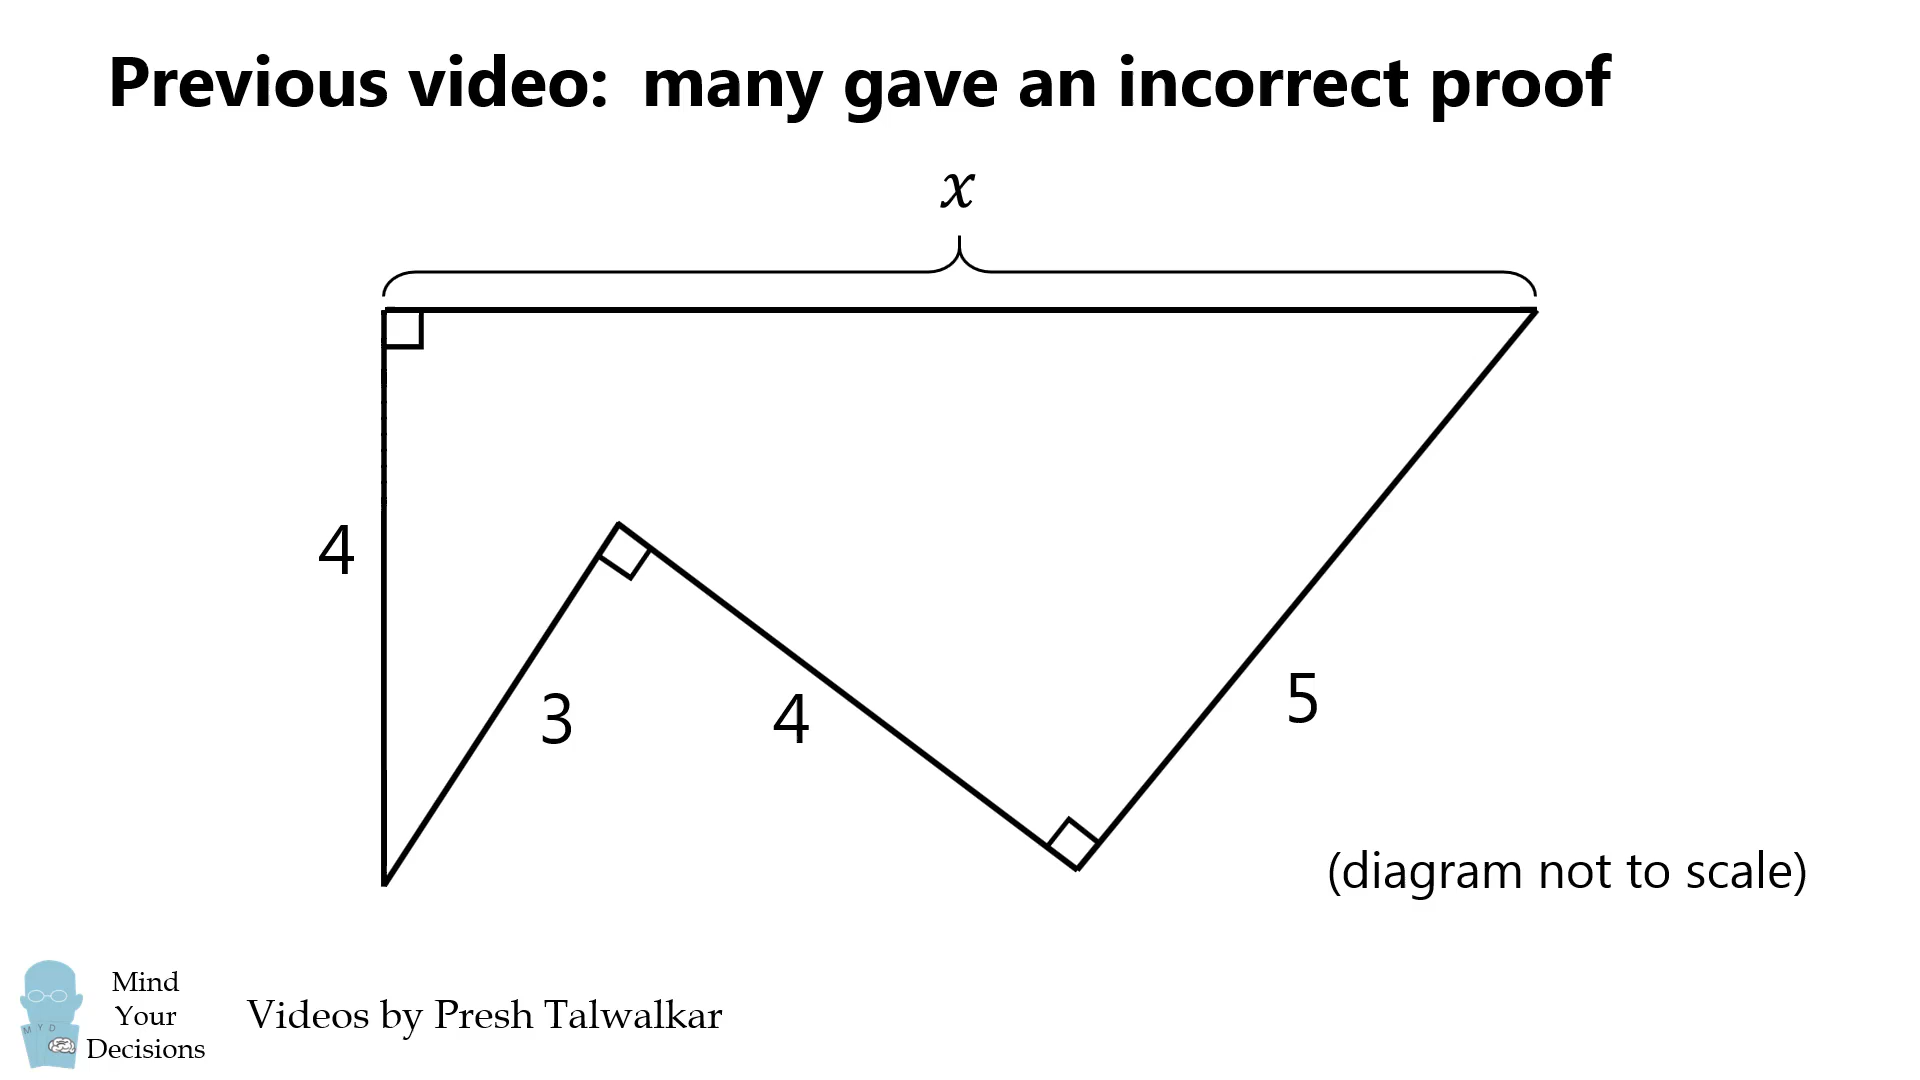 Previous video: many gave an incorrect proof
x
4
3
4
5
(diagram not to scale)
Mind
Your
Decisions
M Y D
Videos by Presh Talwalkar